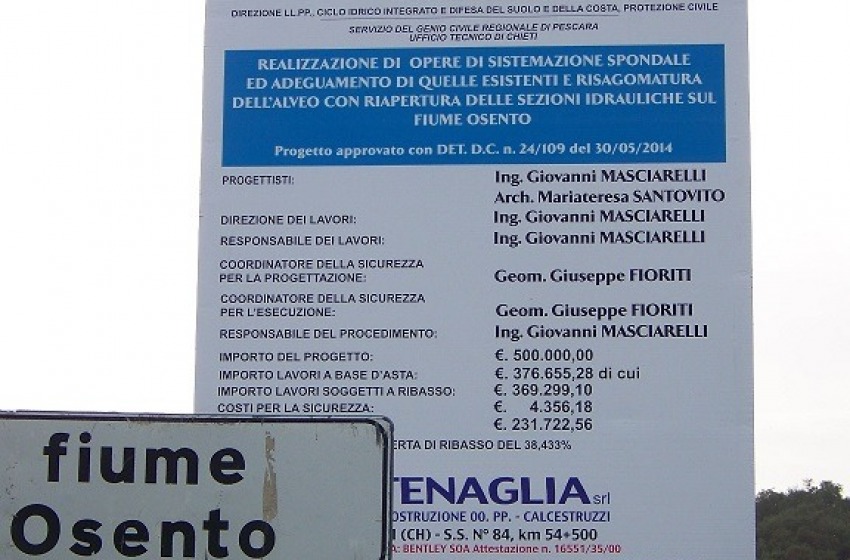 DIREZIONE LL.PP., CICLO IDRICO INTEGRATO E DIFESA DEL SUOLO E DELLA COSTA, PROTEZIONE CIVILE
SERVIZIO DEL GENIO CIVILE REGIONALE DI PESCARA
UFFICIO TECNICO DI CHIETI
REALIZZAZIONE DI OPERE DI SISTEMAZIONE SPONDALE
ED ADEGUAMENTO DI QUELLE ESISTENTI E RISAGOMATURA
DELL'ALVEO CON RIAPERTURA DELLE SEZIONI IDRAULICHE SUL
FIUME OSENTO
Progetto approvato con DET. D.C. n. 24/109 del 30/05/2014
PROGETTISTI: Ing. Giovanni MASCIARELLI
Arch. Mariateresa SANTOVITO
DIREZIONE DEI LAVORI: Ing. Giovanni MASCIARELLI
RESPONSABILE DEI LAVORI: Ing. Giovanni MASCIARELLI
COORDINATORE DELLA SICUREZZA
PER LA PROGETTAZIONE: Geom. Giuseppe FIORITI
COORDINATORE DELLA SICUREZZA
PER L'ESECUZIONE: Geom. Giuseppe FIORITI
RESPONSABILE DEL PROCEDIMENTO: Ing. Giovanni MASCIARELLI
IMPORTO DEL PROGETTO: €. 500.000,00
IMPORTO LAVORI A BASE D'ASTA: €. 376.655,28 di cui
IMPORTO LAVORI SOGGETTI A RIBASSO: €. 369.299,10
COSTI PER LA SICUREZZA: €. 4.356,18
€. 231.722,56
ERTA DI RIBASSO DEL 38,433%
TENAGLIA srl
OSTRUZIONE OO. PP. - CALCESTRUZZI
I (CH) - S.S. N° 84, km 54+500
A: BENTLEY SOA Attestazione n. 16551/35/00
fiume
Osento